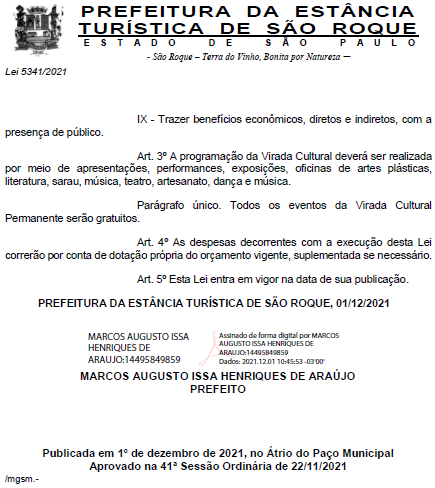 PREFEITURA DA ESTÂNCIA
TURÍSTICA DE SÃO ROQUE
ESTADO DE SÃO PAULO
- São Roque – Terra do Vinho, Bonita por Natureza –
Lei 5341/2021
IX - Trazer benefícios econômicos, diretos e indiretos, com a
presença de público.
Art. 3º A programação da Virada Cultural deverá ser realizada
por meio de apresentações, performances, exposições, oficinas de artes plásticas,
literatura, sarau, música, teatro, artesanato, dança e música.
Parágrafo único. Todos os eventos da Virada Cultural
Permanente serão gratuitos.
Art. 4º As despesas decorrentes com a execução desta Lei
correrão por conta de dotação própria do orçamento vigente, suplementada se necessário.
Art. 5º Esta Lei entra em vigor na data de sua publicação.
PREFEITURA DA ESTÂNCIA TURÍSTICA DE SÃO ROQUE, 01/12/2021
MARCOS AUGUSTO ISSA
HENRIQUES DE
ARAUJO:14495849859
Assinado de forma digital por MARCOS
AUGUSTO ISSA HENRIQUES DE
ARAUJO:14495849859
Dados: 2021.12.01 10:45:53 -03'00'
MARCOS AUGUSTO ISSA HENRIQUES DE ARAÚJO
PREFEITO
Publicada em 1º de dezembro de 2021, no Átrio do Paço Municipal
Aprovado na 41ª Sessão Ordinária de 22/11/2021
/mgsm.-